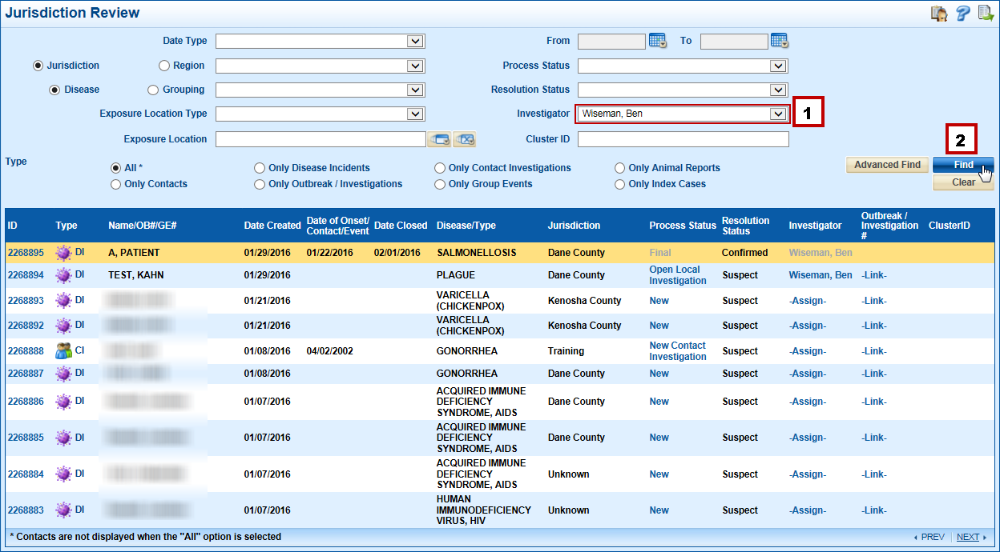 Jurisdiction Review
Date Type From To
Jurisdiction Region Process Status
Disease Grouping Resolution Status
Exposure Location Type Investigator Wiseman, Ben 1
Exposure Location Cluster ID
2
Type
All * Only Disease Incidents Only Contact Investigations Only Animal Reports Advanced Find Find
Only Contacts Only Outbreak / Investigations Only Group Events Only Index Cases Clear
ID Type Name/OB#/GE# Date Created Date of Onset/ Contact/Event Date Closed Disease/Type Jurisdiction Process Status Resolution Status Investigator Outbreak / Investigation # ClusterID
2268895 DI A, PATIENT 01/29/2016 01/22/2016 02/01/2016 SALMONELLOSIS Dane County Final Confirmed Wiseman, Ben
2268894 DI TEST, KAHN 01/29/2016 PLAGUE Dane County Open Local Investigation Suspect Wiseman, Ben -Link-
2268893 DI 01/21/2016 VARICELLA (CHICKENPOX) Kenosha County New Suspect -Assign- -Link-
2268892 DI 01/21/2016 VARICELLA (CHICKENPOX) Kenosha County New Suspect -Assign- -Link-
2268888 CI 01/08/2016 04/02/2002 GONORRHEA Training New Contact Investigation Suspect -Assign- -Link-
2268887 DI 01/08/2016 GONORRHEA Dane County New Suspect -Assign- -Link-
2268886 DI 01/07/2016 ACQUIRED IMMUNE DEFICIENCY SYNDROME, AIDS Dane County New Suspect -Assign- -Link-
2268885 DI 01/07/2016 ACQUIRED IMMUNE DEFICIENCY SYNDROME, AIDS Dane County New Suspect -Assign- -Link-
2268884 DI 01/07/2016 ACQUIRED IMMUNE DEFICIENCY SYNDROME, AIDS Unknown New Suspect -Assign- -Link-
2268883 DI 01/07/2016 HUMAN IMMUNODEFICIENCY VIRUS, HIV Unknown New Suspect -Assign- -Link-
* Contacts are not displayed when the "All" option is selected PREV NEXT